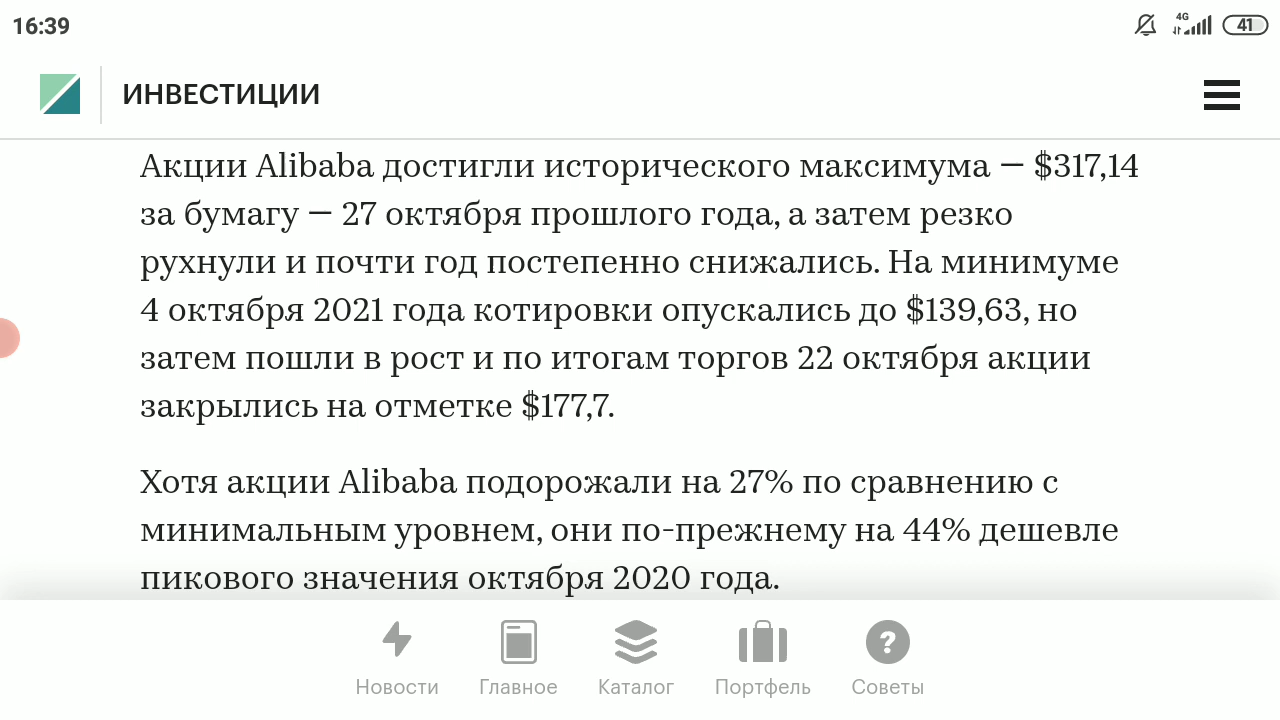 16:39
4G
41
ИНВЕСТИЦИИ
Акции Alibaba достигли исторического максимума — $317,14
за бумагу — 27 октября прошлого года, а затем резко
рухнули и почти год постепенно снижались. На минимуме
4 октября 2021 года котировки опускались до $139,63, но
затем пошли в рост и по итогам торгов 22 октября акции
закрылись на отметке $177,7.
Хотя акции Alibaba подорожали на 27% по сравнению с
минимальным уровнем, они по-прежнему на 44% дешевле
пикового значения октября 2020 года.
?
Новости Главное Каталог Портфель Советы